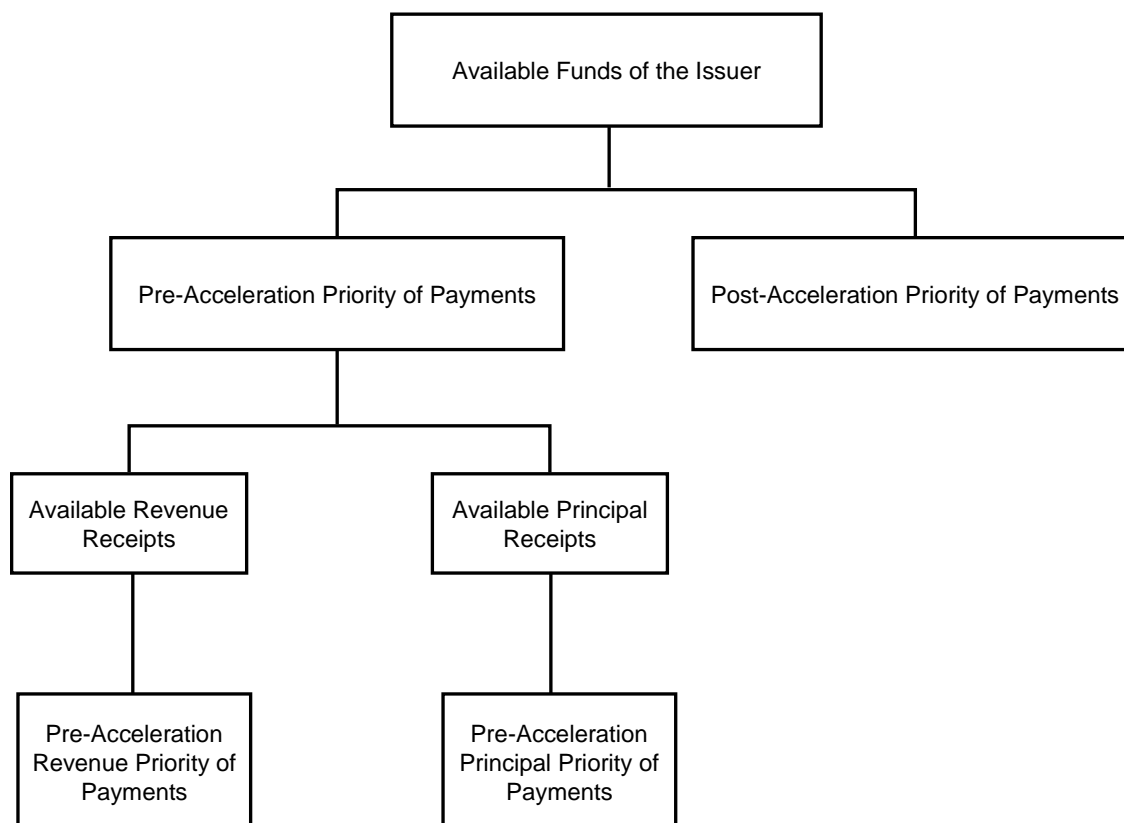 Available Funds of the Issuer
Pre-Acceleration Priority of Payments
Post-Acceleration Priority of Payments
Available Revenue
Receipts
Available Principal
Receipts
Pre-Acceleration
Revenue Priority of
Payments
Pre-Acceleration
Principal Priority of
Payments